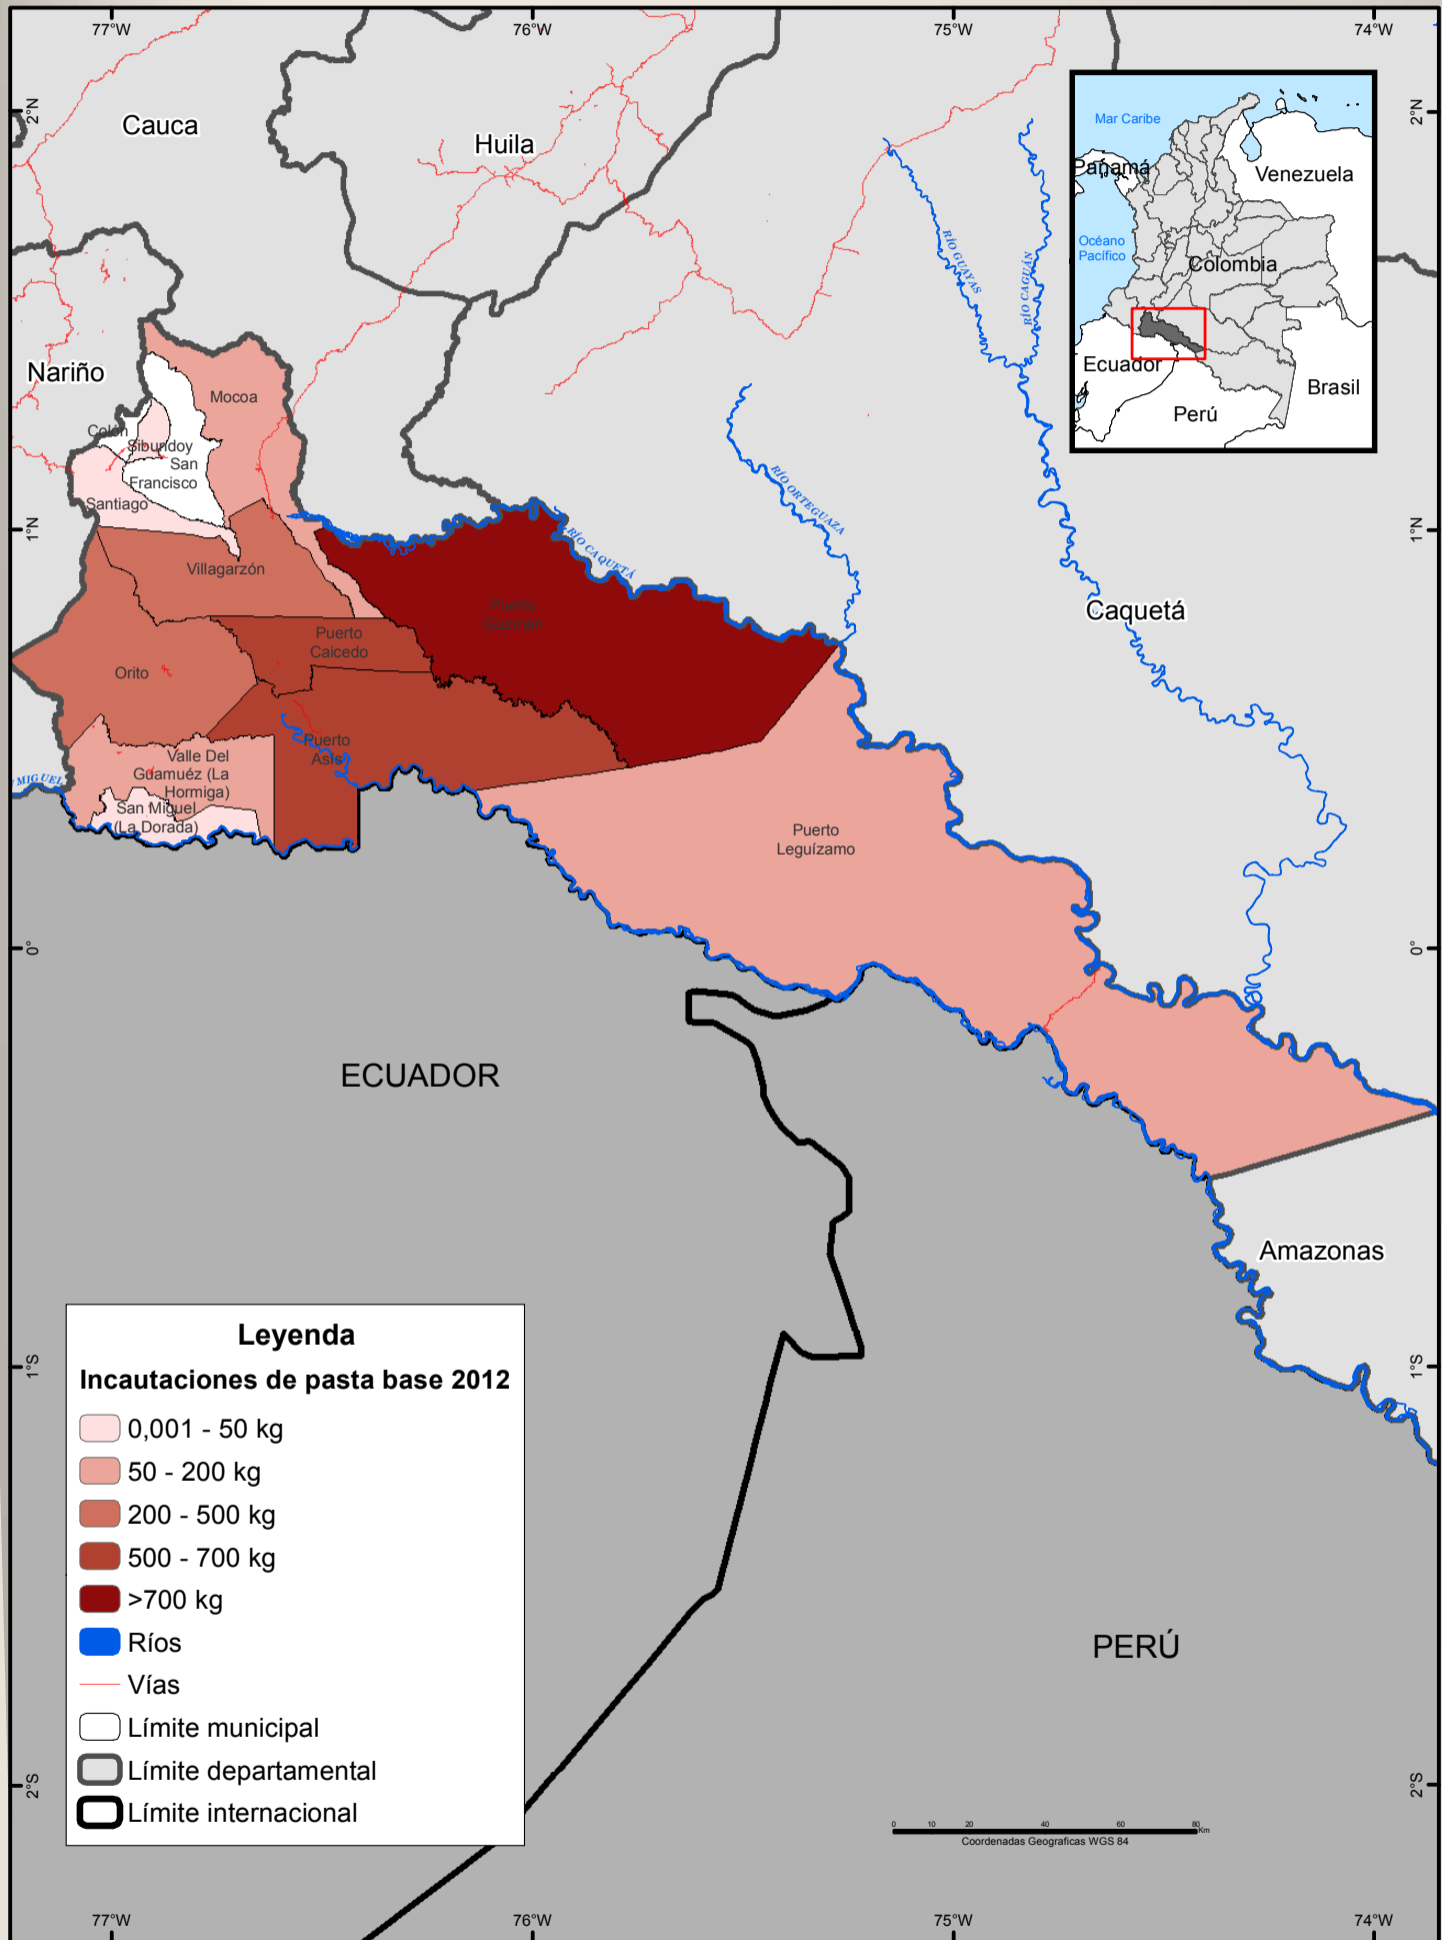 77°W
76°W
75°W
74°W
2°N
2°N
Cauca
Huila
Mar Caribe
Panamá
Venezuela
Océano
Pacífico
Colombia
Ecuador
Brasil
Perú
RÍO GUAYAS
RÍO CAGUÁN
Nariño
Mocoa
Colón
Sibundoy
San
Francisco
Santiago
RÍO ORTEGUAZA
1°N
1°N
RÍO CAQUETÁ
Villagarzón
Puerto
Guzmán
Caquetá
Puerto
Caicedo
Orito
Puerto
Asís
Valle Del
Guamuéz (La
Hormiga)
MIGUEL
San Miguel
(La Dorada)
Puerto
Leguízamo
0°
0°
ECUADOR
Amazonas
Leyenda
Incautaciones de pasta base 2012
0,001 - 50 kg
50 - 200 kg
200 - 500 kg
500 - 700 kg
>700 kg
Ríos
Vías
Límite municipal
Límite departamental
Límite internacional
1°S
1°S
PERÚ
2°S
2°S
0 10 20 40 60 80
Km
Coordenadas Geograficas WGS 84
77°W
76°W
75°W
74°W